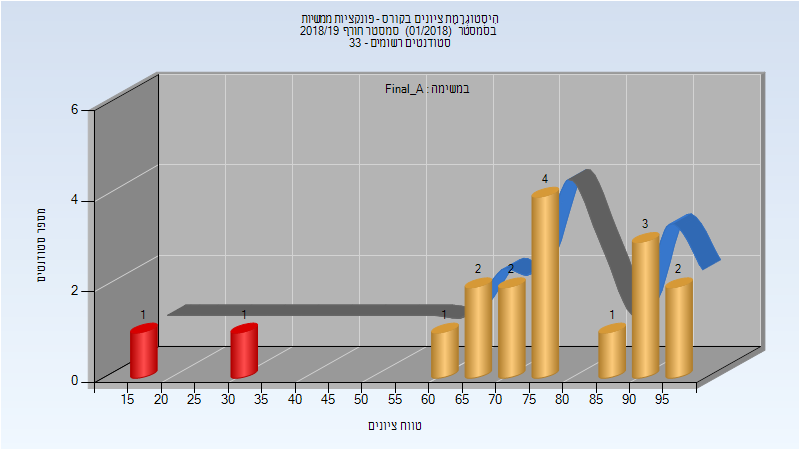 היסטוגרמת ציונים בקורס - פונקציות ממשיות
בסמסטר (01/2018) סמסטר חורף 2018/19
סטודנטים רשומים - 33
במשימה : Final_A
מספר סטודנטים
6
4
2
0
1
1
1
2
2
4
1
3
2
15 20 25 30 35 40 45 50 55 60 65 70 75 80 85 90 95
טווח ציונים